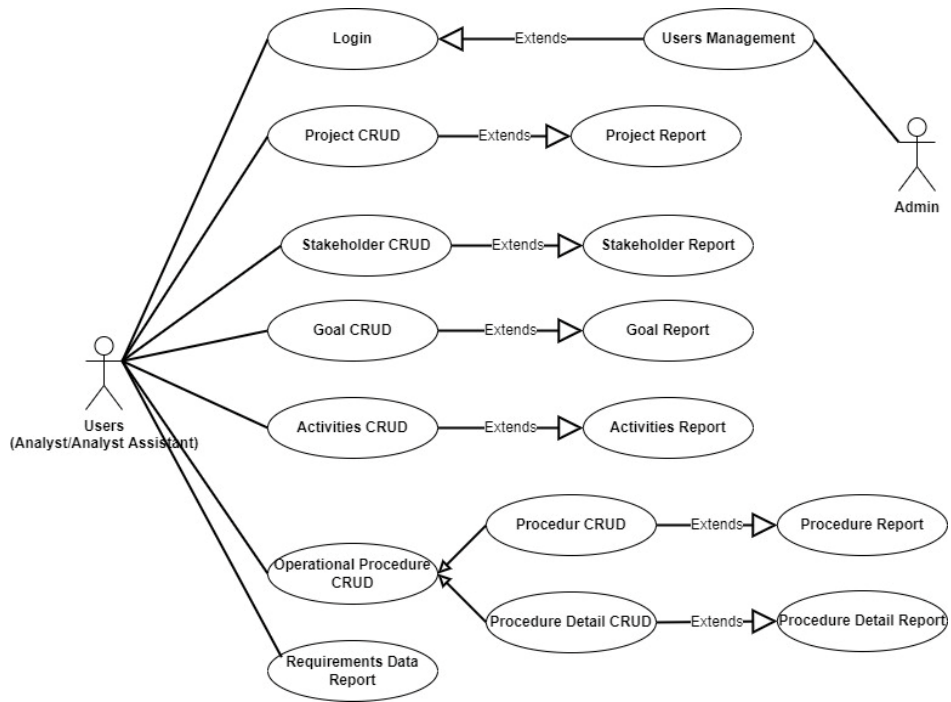 Login
Extends
Users Management
Project CRUD
Extends
Project Report
Admin
Stakeholder CRUD
Extends
Stakeholder Report
Goal CRUD
Extends
Goal Report
Users
(Analyst/Analyst Assistant)
Activities CRUD
Extends
Activities Report
Procedur CRUD
Extends
Procedure Report
Operational Procedure
CRUD
Procedure Detail CRUD
Extends
Procedure Detail Report
Requirements Data
Report